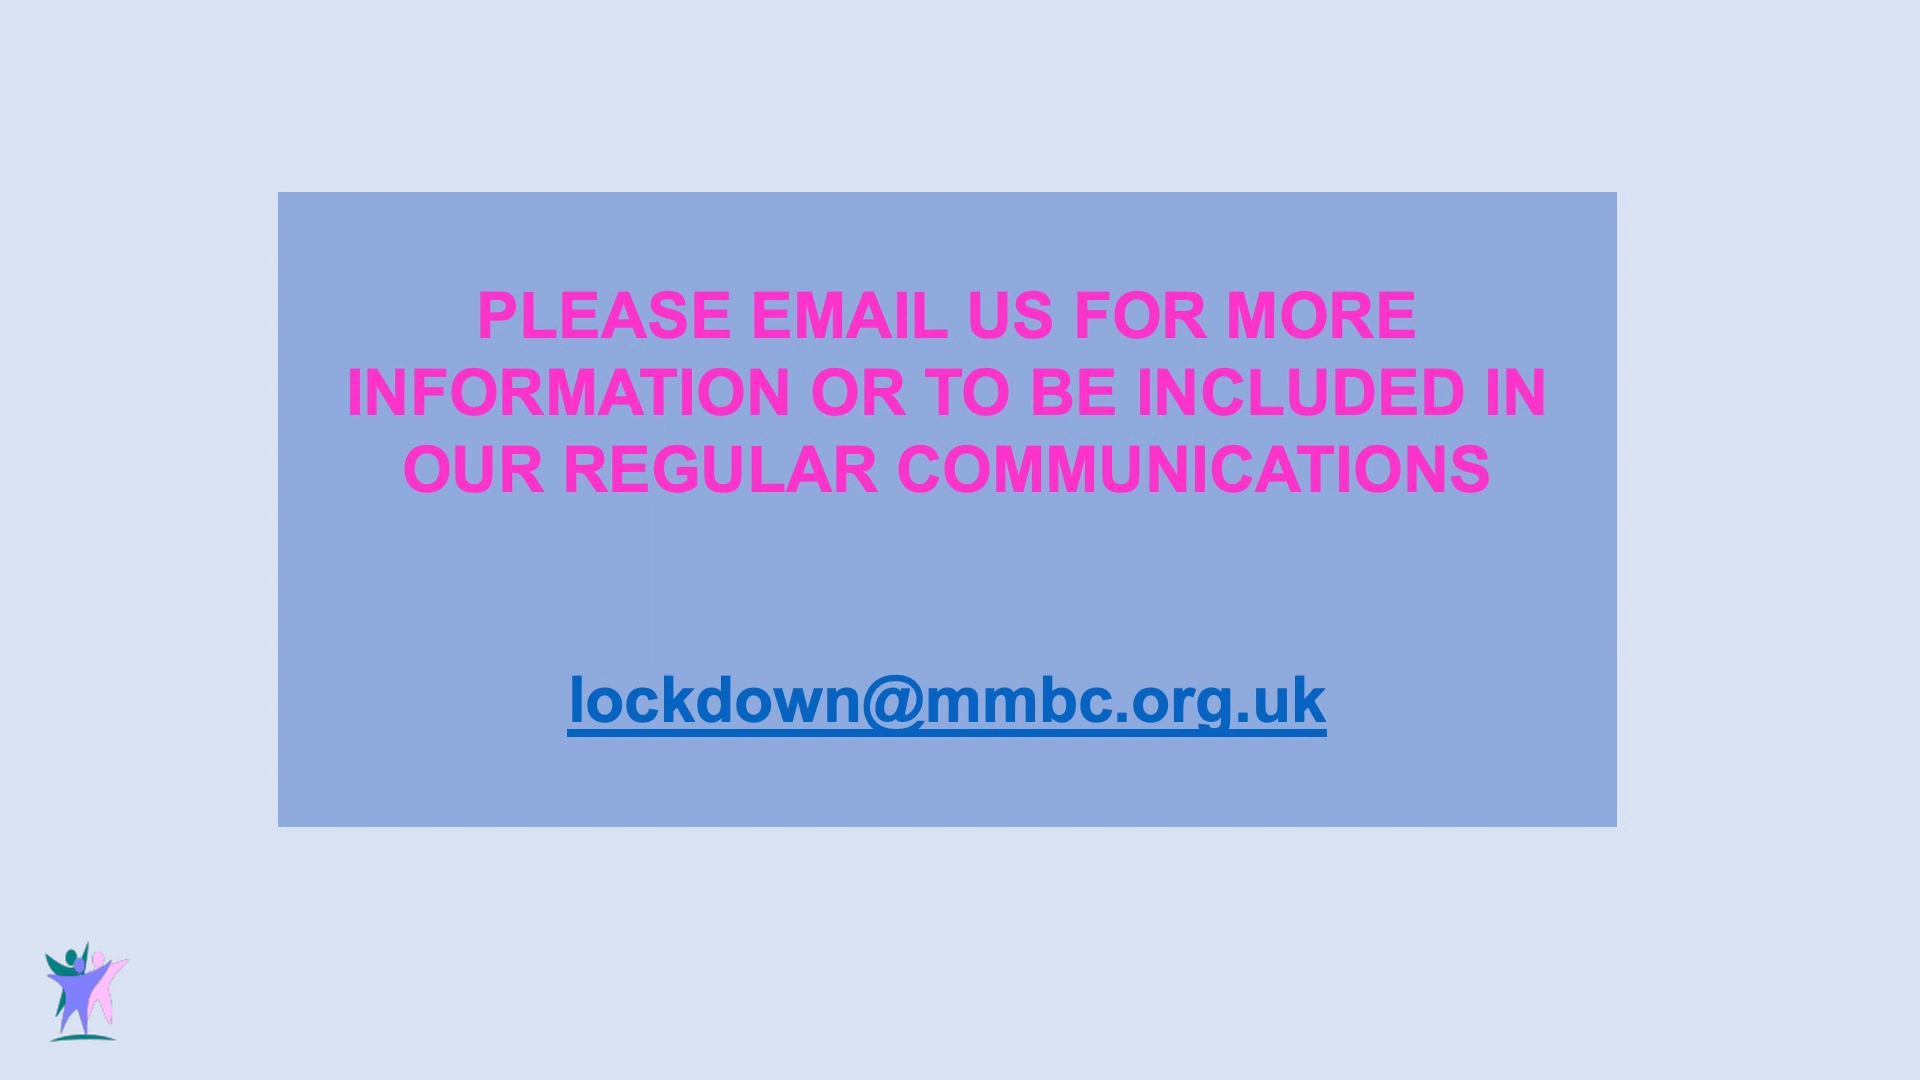 PLEASE EMAIL US FOR MORE
INFORMATION OR TO BE INCLUDED IN
OUR REGULAR COMMUNICATIONS
lockdown@mmbc.org.uk